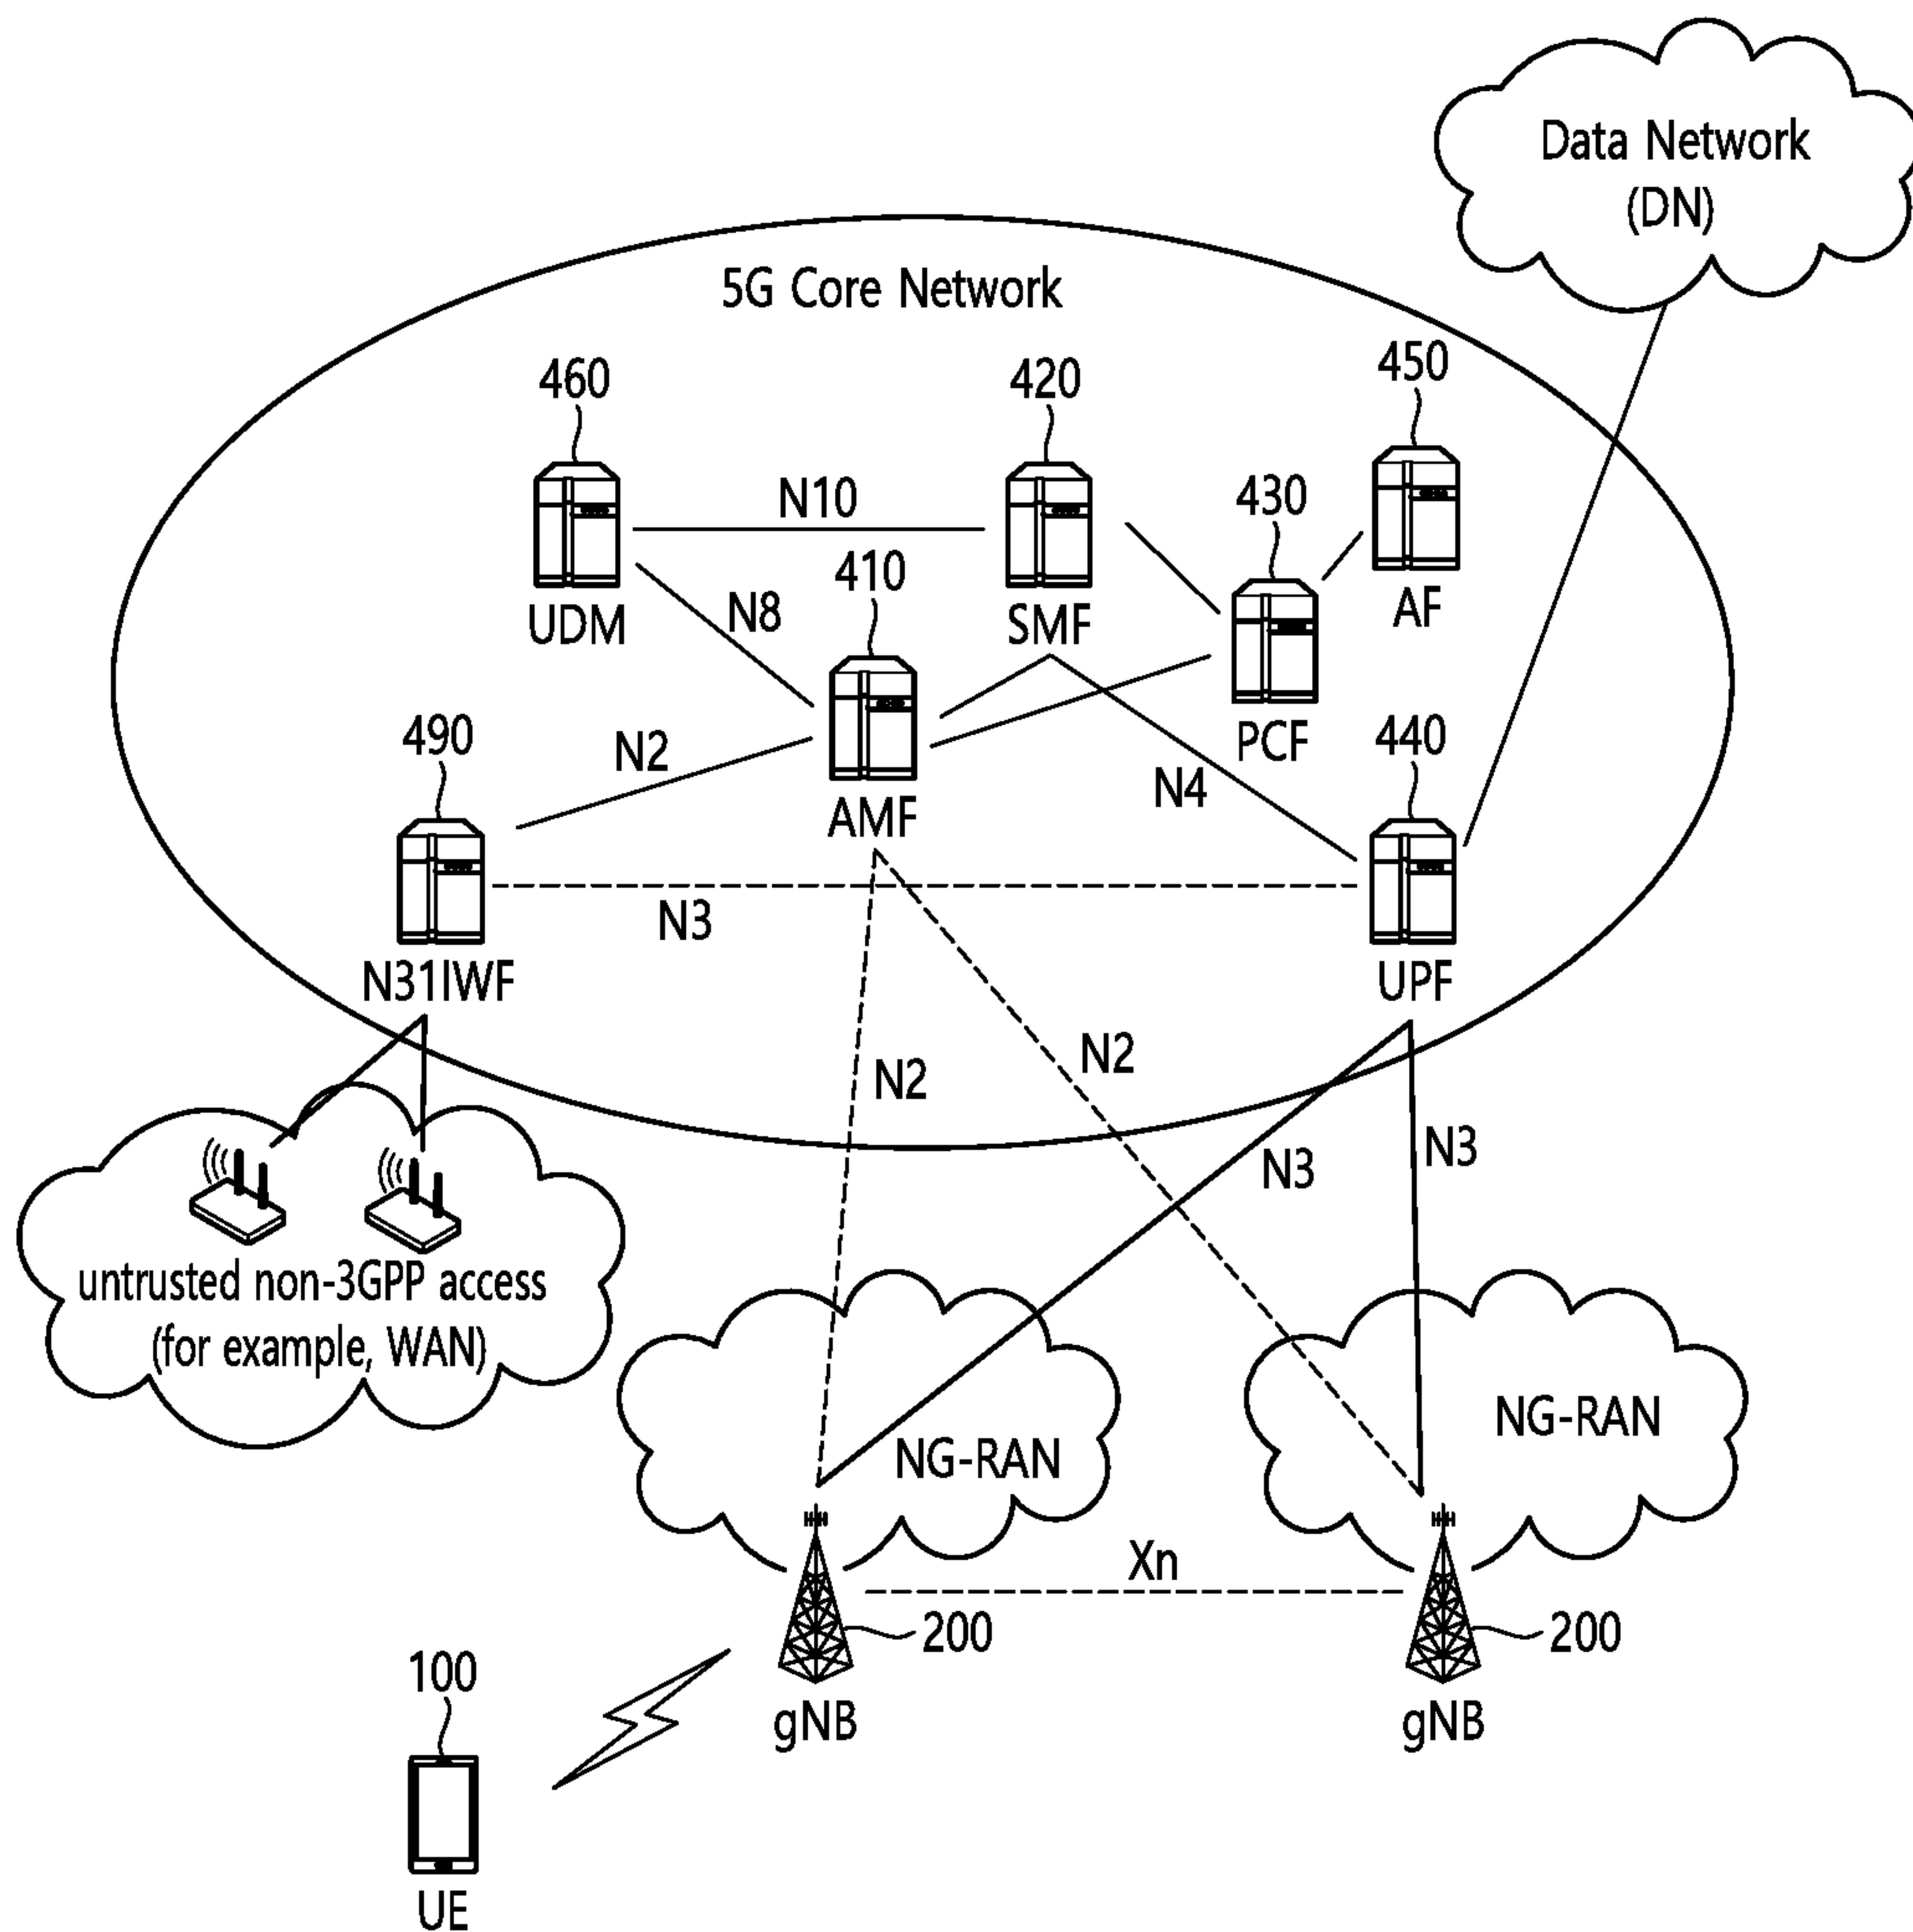 Data Network
(DN)
5G Core Network
460
420
450
N10
430
410
UDM
N8
SMF
AF
490
N2
AMF
PCF
440
N4
N3
N31IWF
UPF
N2
N2
N3
N3
untrusted non-3GPP access
(for example, WAN)
NG-RAN
NG-RAN
Xn
200
200
100
gNB
gNB
UE